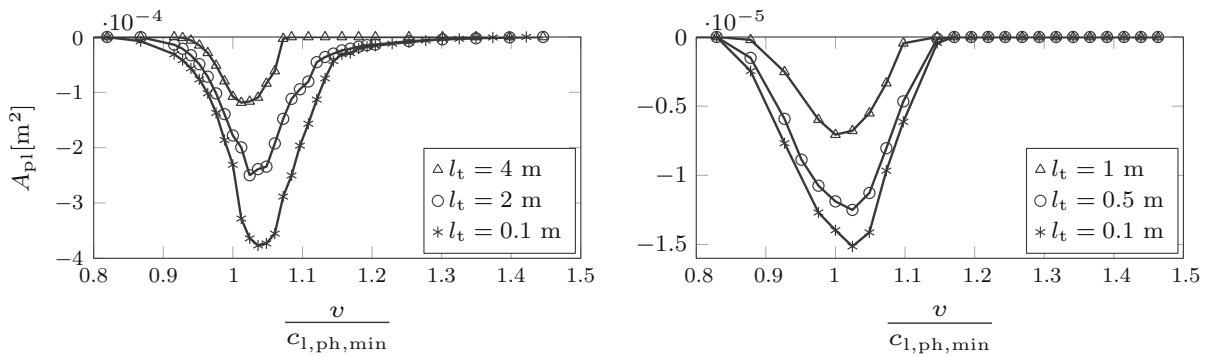 ·10⁻⁴
0
−1
−2
−3
−4
A_pl[m²]
0.8 0.9 1 1.1 1.2 1.3 1.4 1.5
v
c_l,ph,min
l_t = 4 m
l_t = 2 m
l_t = 0.1 m
·10⁻⁵
0
−0.5
−1
−1.5
0.8 0.9 1 1.1 1.2 1.3 1.4 1.5
v
c_l,ph,min
l_t = 1 m
l_t = 0.5 m
l_t = 0.1 m